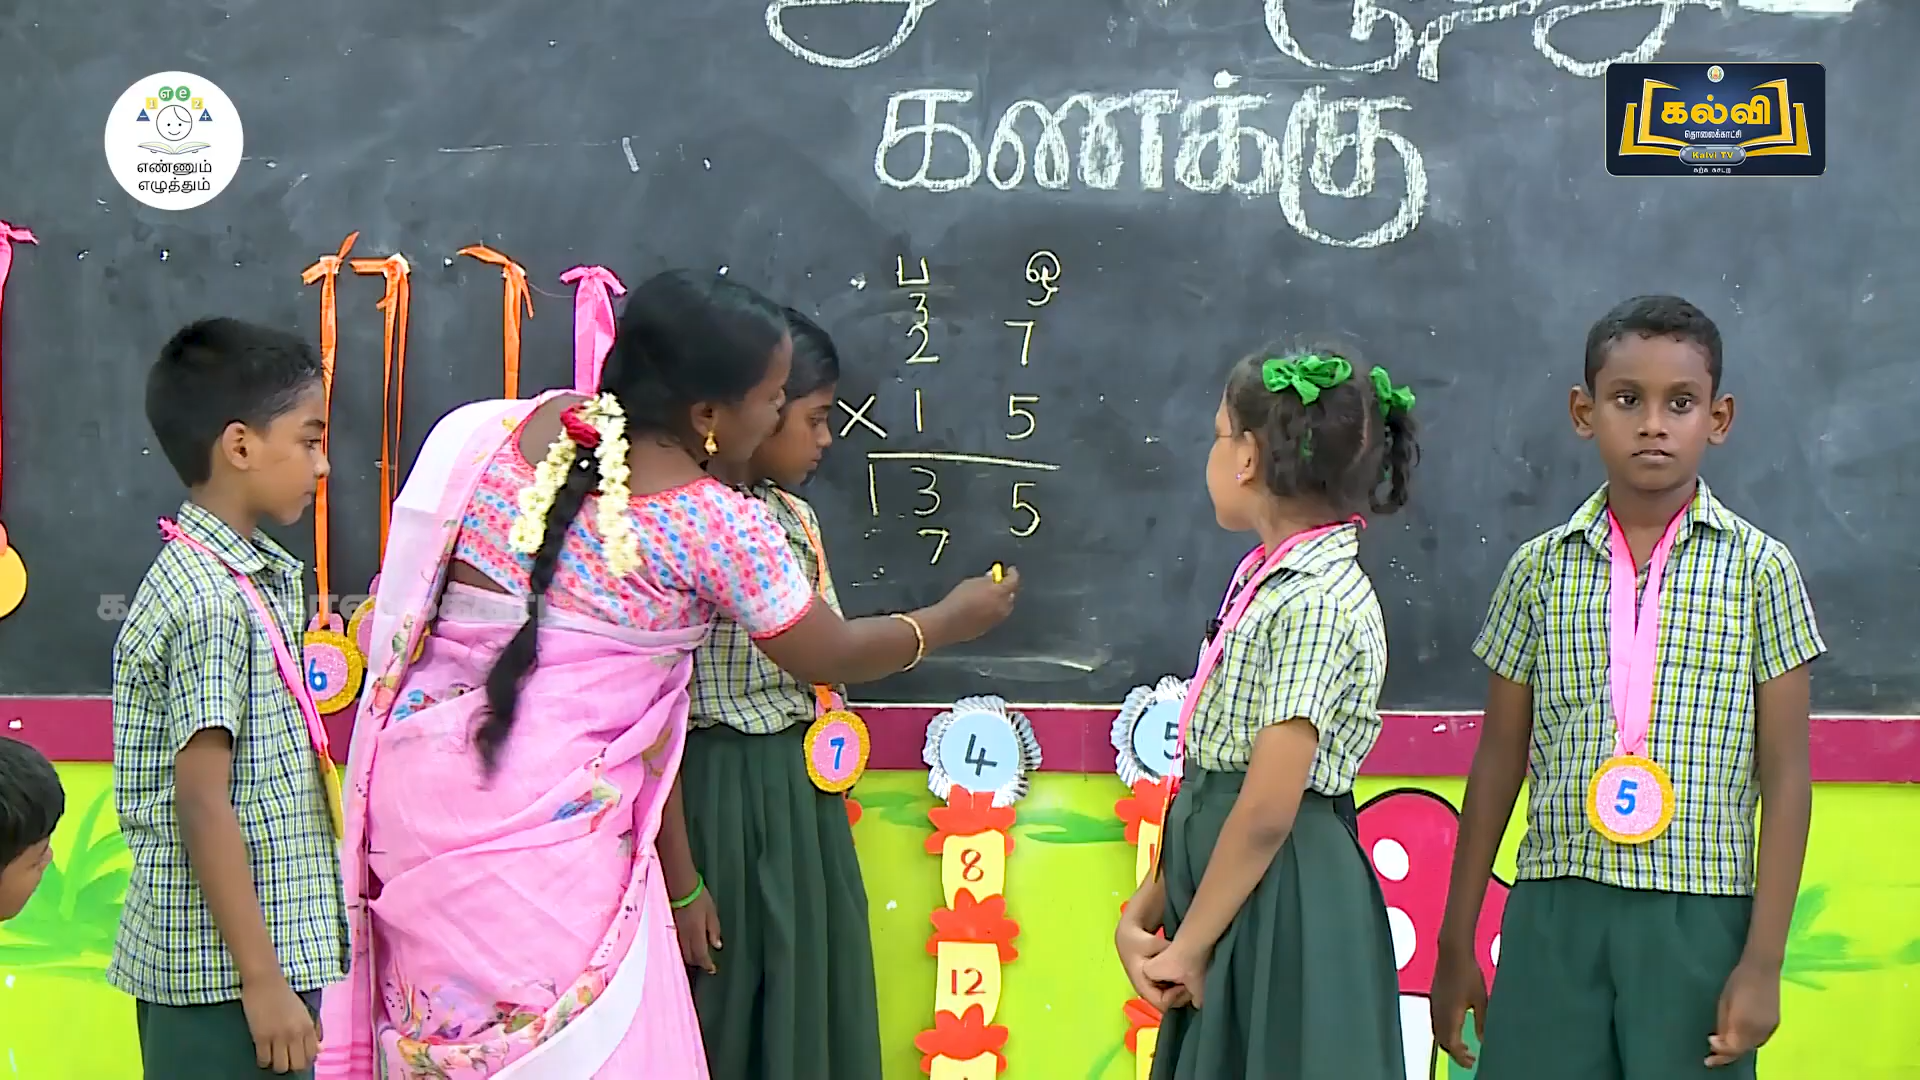 கணக்கு
எண்ணும்
எழுத்தும்
கல்வி
தொலைக்காட்சி
Kalvi TV
ப ஒ
3
2 7
× 1 5
1 3 5
7
6
7
4
5
8
12
5